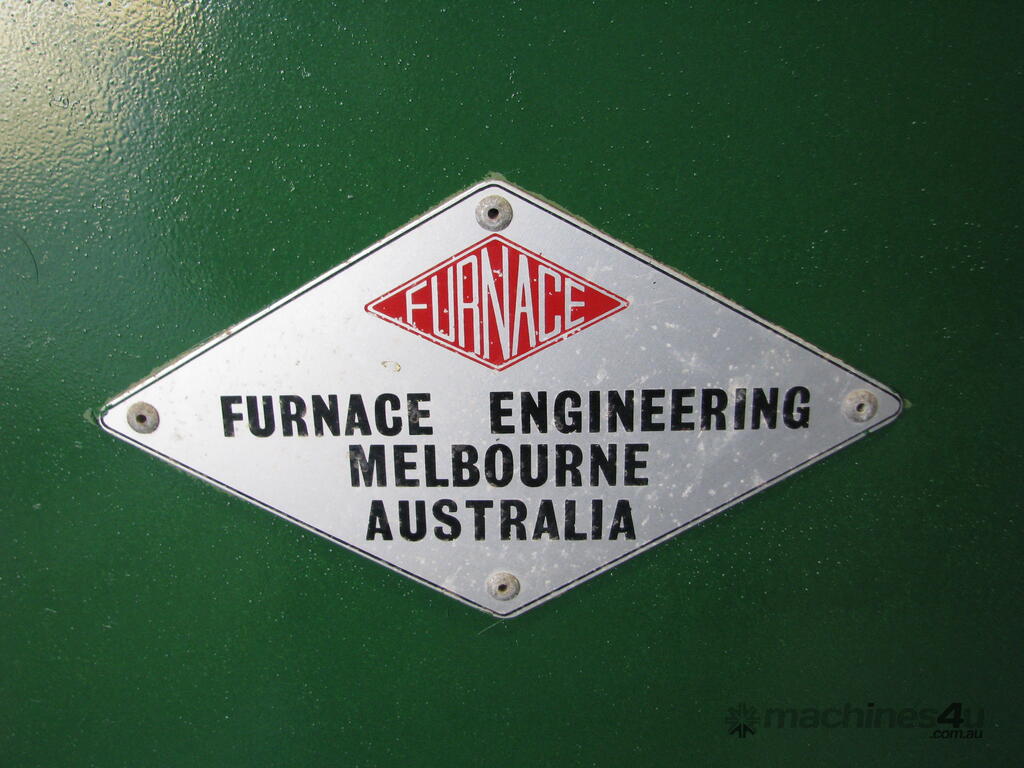 FURNACE
FURNACE ENGINEERING
MELBOURNE
AUSTRALIA
machines4u
.com.au